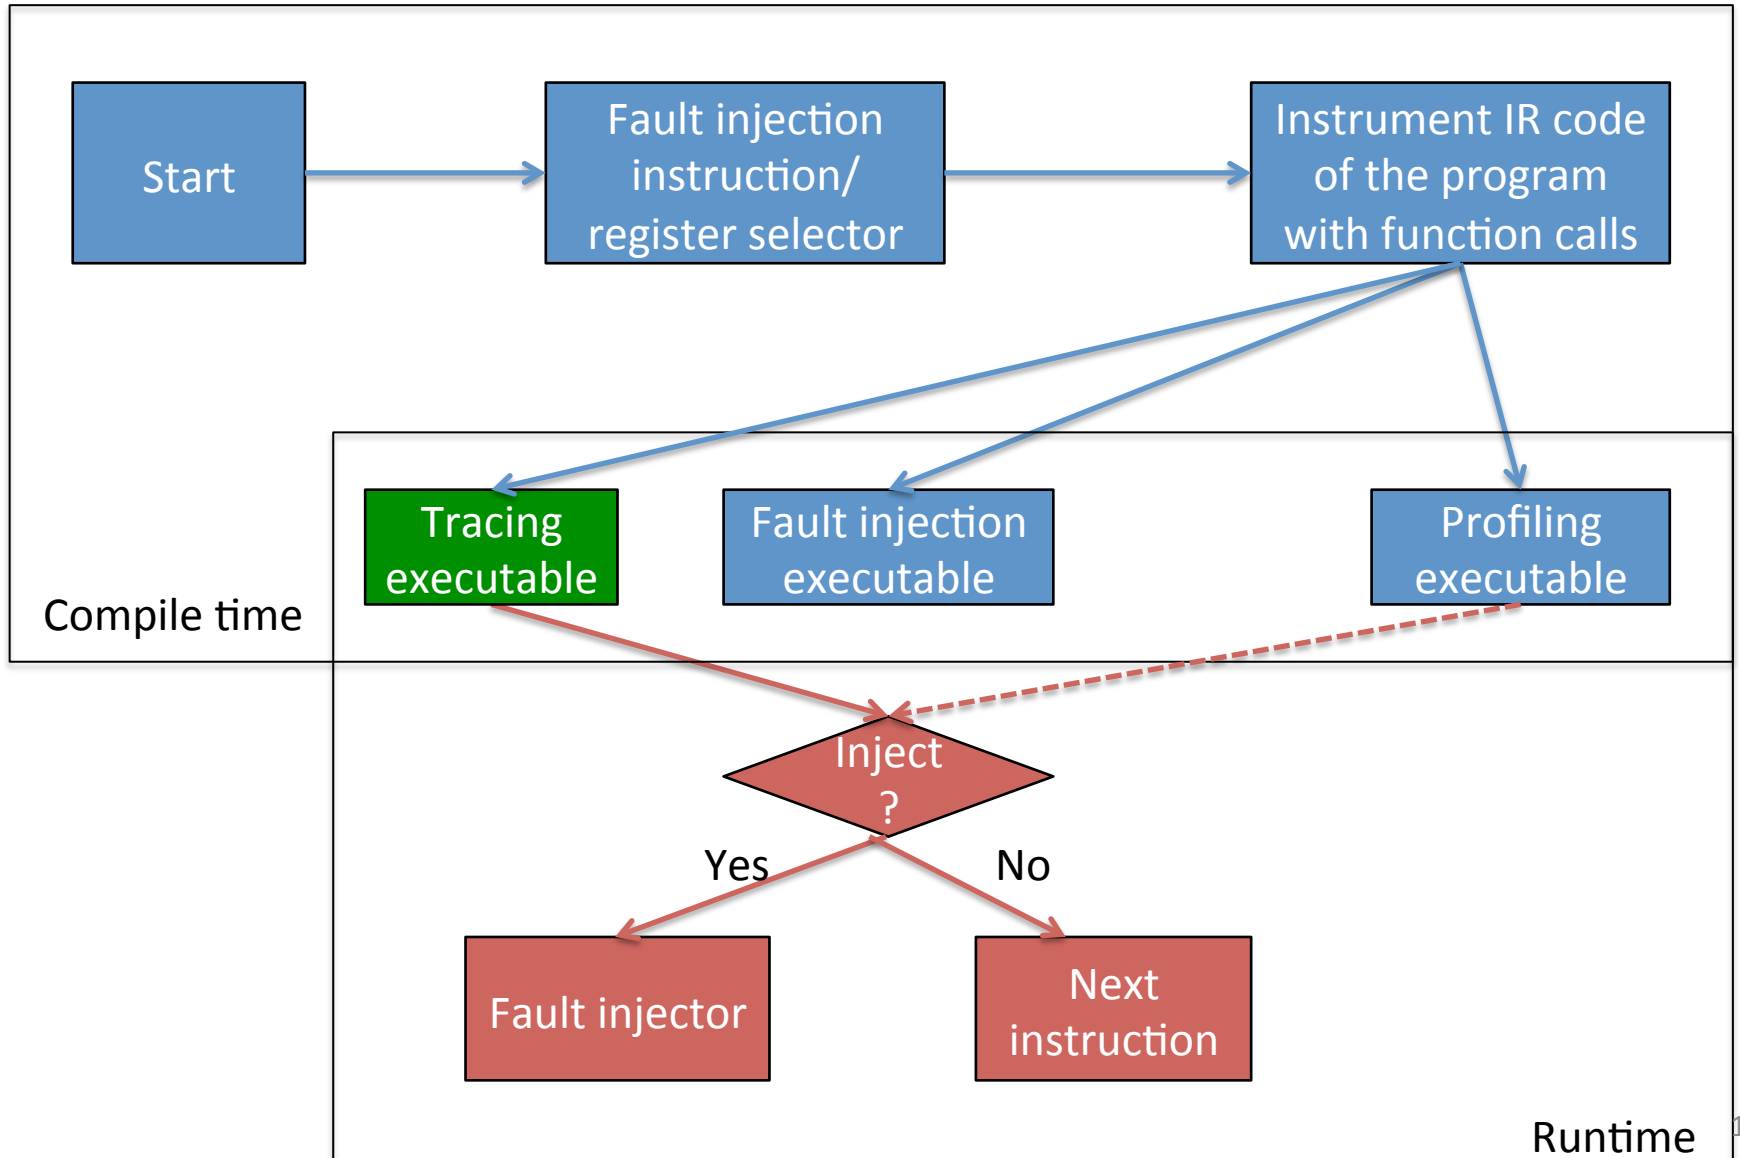 Start
Fault injection
instruction/
register selector
Instrument IR code
of the program
with function calls
Tracing
executable
Fault injection
executable
Profiling
executable
Compile time
Inject
?
Yes
No
Fault injector
Next
instruction
Runtime
1